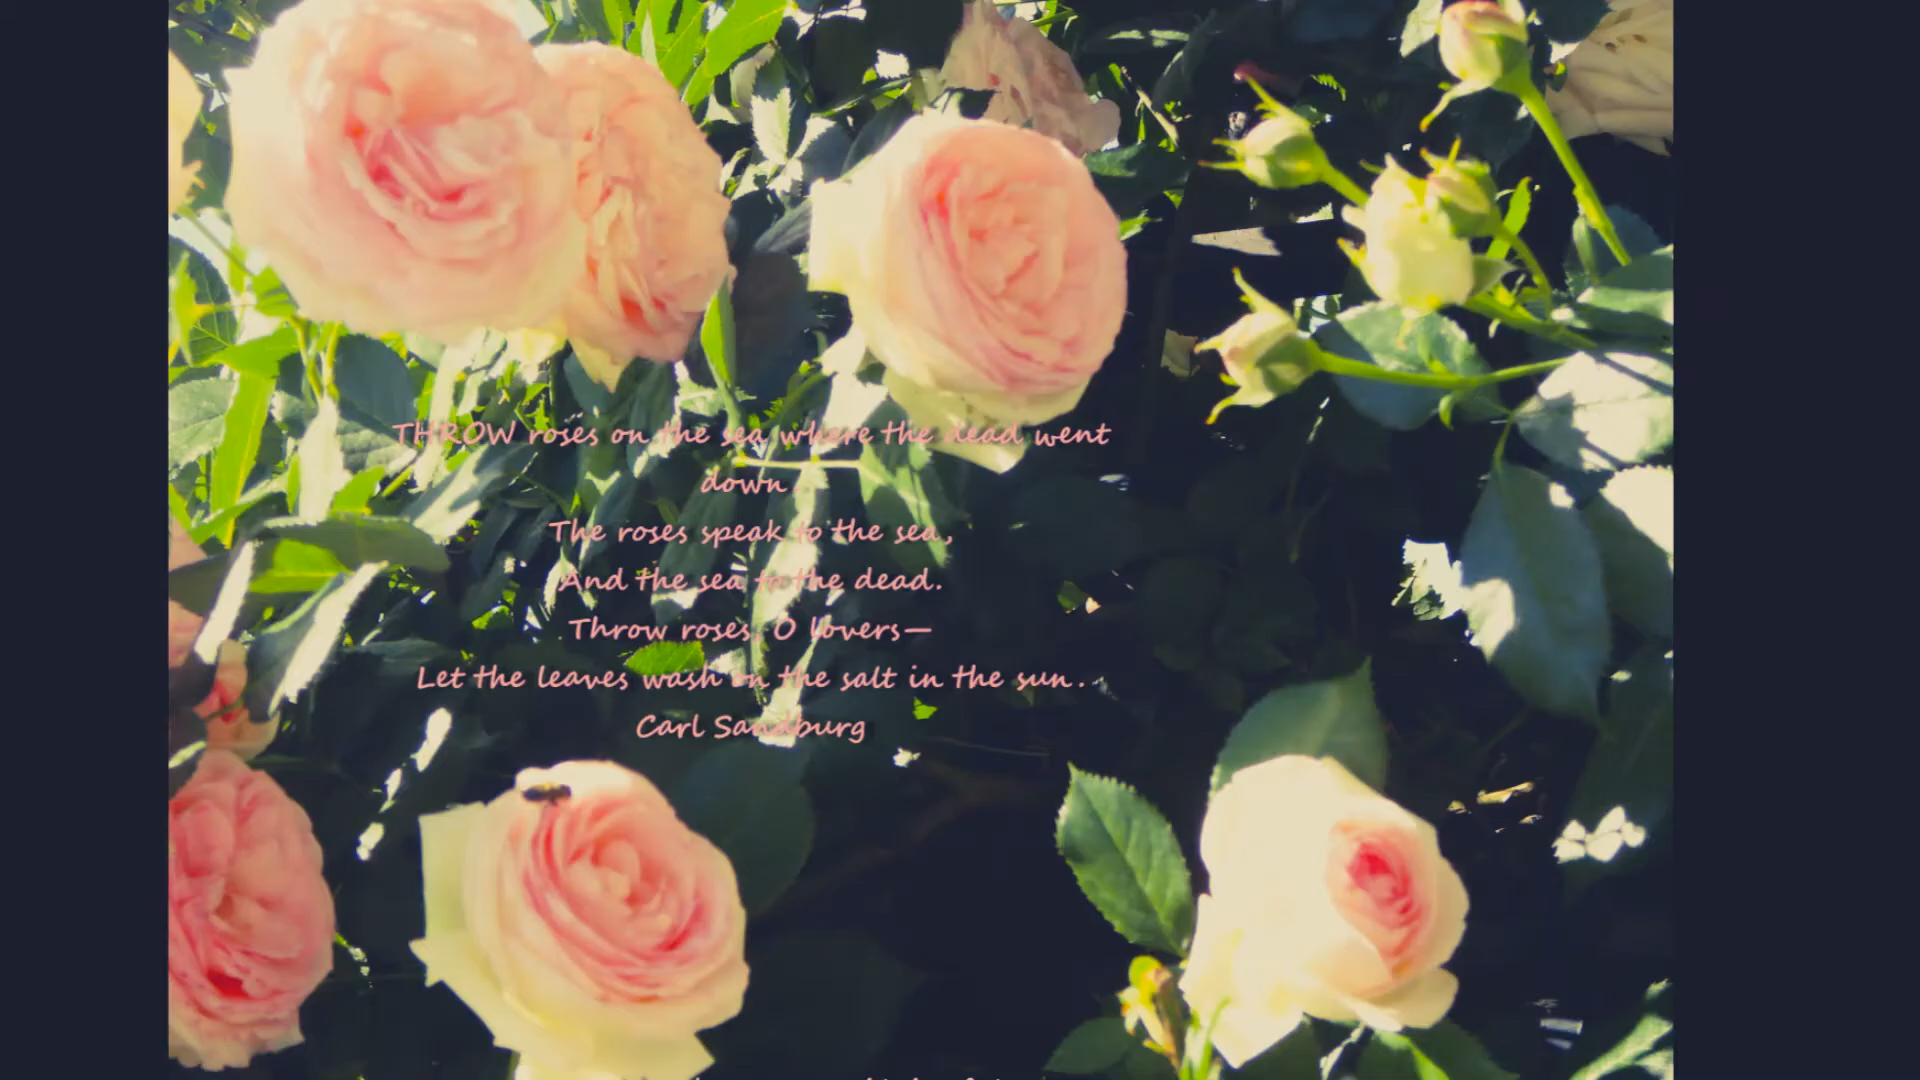 THROW roses on the sea where the dead went
down.
The roses speak to the sea,
And the sea to the dead.
Throw roses, O lovers—
Let the leaves wash on the salt in the sun..
Carl Sandburg